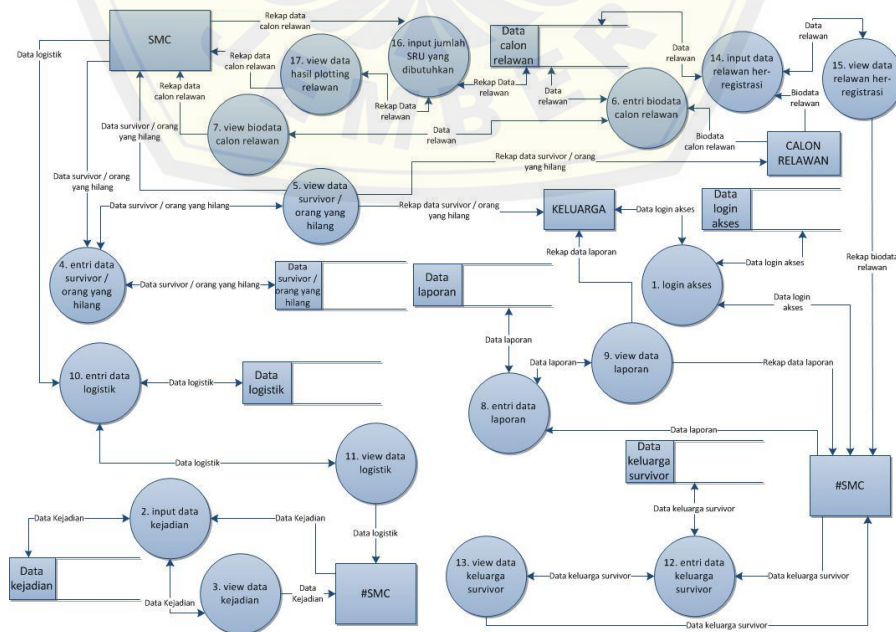 SMC
Rekap data
calon relawan
16. input jumlah
SRU yang
dibutuhkan
Data
calon
relawan
Data
relawan
14. input data
relawan her-
registrasi
Data
relawan
15. view data
relawan her-
registrasi
Data logistik
Rekap data
calon relawan
17. view data
hasil plotting
relawan
Rekap Data
relawan
Rekap Data
relawan
Data
relawan
Rekap data
calon relawan
7. view biodata
calon relawan
Data
relawan
6. entri biodata
calon relawan
Biodata
calon relawan
Biodata
relawan
CALON
RELAWAN
EMBER
Data survivor / orang
yang hilang
Data survivor / orang
yang hilang
Rekap data survivor / orang
yang hilang
5. view data
survivor /
orang yang
hilang
Data survivor / orang yang hilang
Rekap data survivor / orang
yang hilang
KELUARGA
Data login akses
Data
login
akses
4. entri data
survivor /
orang yang
hilang
Data survivor / orang yang hilang
Data
survivor /
orang yang
hilang
Data
laporan
Rekap data laporan
Data login akses
1. login akses
Data login
akses
Rekap biodata
relawan
Data laporan
9. view data
laporan
Data laporan
Rekap data laporan
10. entri data
logistik
Data logistik
Data
logistik
8. entri data
laporan
Data laporan
11. view data
logistik
Data logistik
Data
keluarga
survivor
#SMC
Data keluarga survivor
2. input data
kejadian
Data Kejadian
Data Kejadian
Data logistik
Data
kejadian
Data Kejadian
3. view data
kejadian
Data
Kejadian
#SMC
13. view data
keluarga
survivor
Data keluarga survivor
12. entri data
keluarga
survivor
Data keluarga survivor
Data keluarga survivor